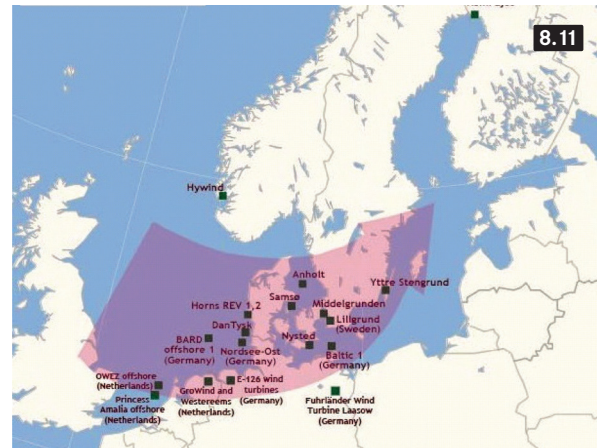 8.11
Hywind
Anholt
Yttre Stengrund
Samsø
Horns REV 1,2
Middelgrunden
DanTysk
Lillgrund
(Sweden)
BARD
offshore 1
(Germany)
Nysted
Nordsee-Ost
(Germany)
Baltic 1
(Germany)
OWEZ offshore
(Netherlands)
E-126 wind
turbines
(Germany)
GroWind and
Westereems
(Netherlands)
Princess
Amalia offshore
(Netherlands)
Fuhrländer Wind
Turbine Laasow
(Germany)